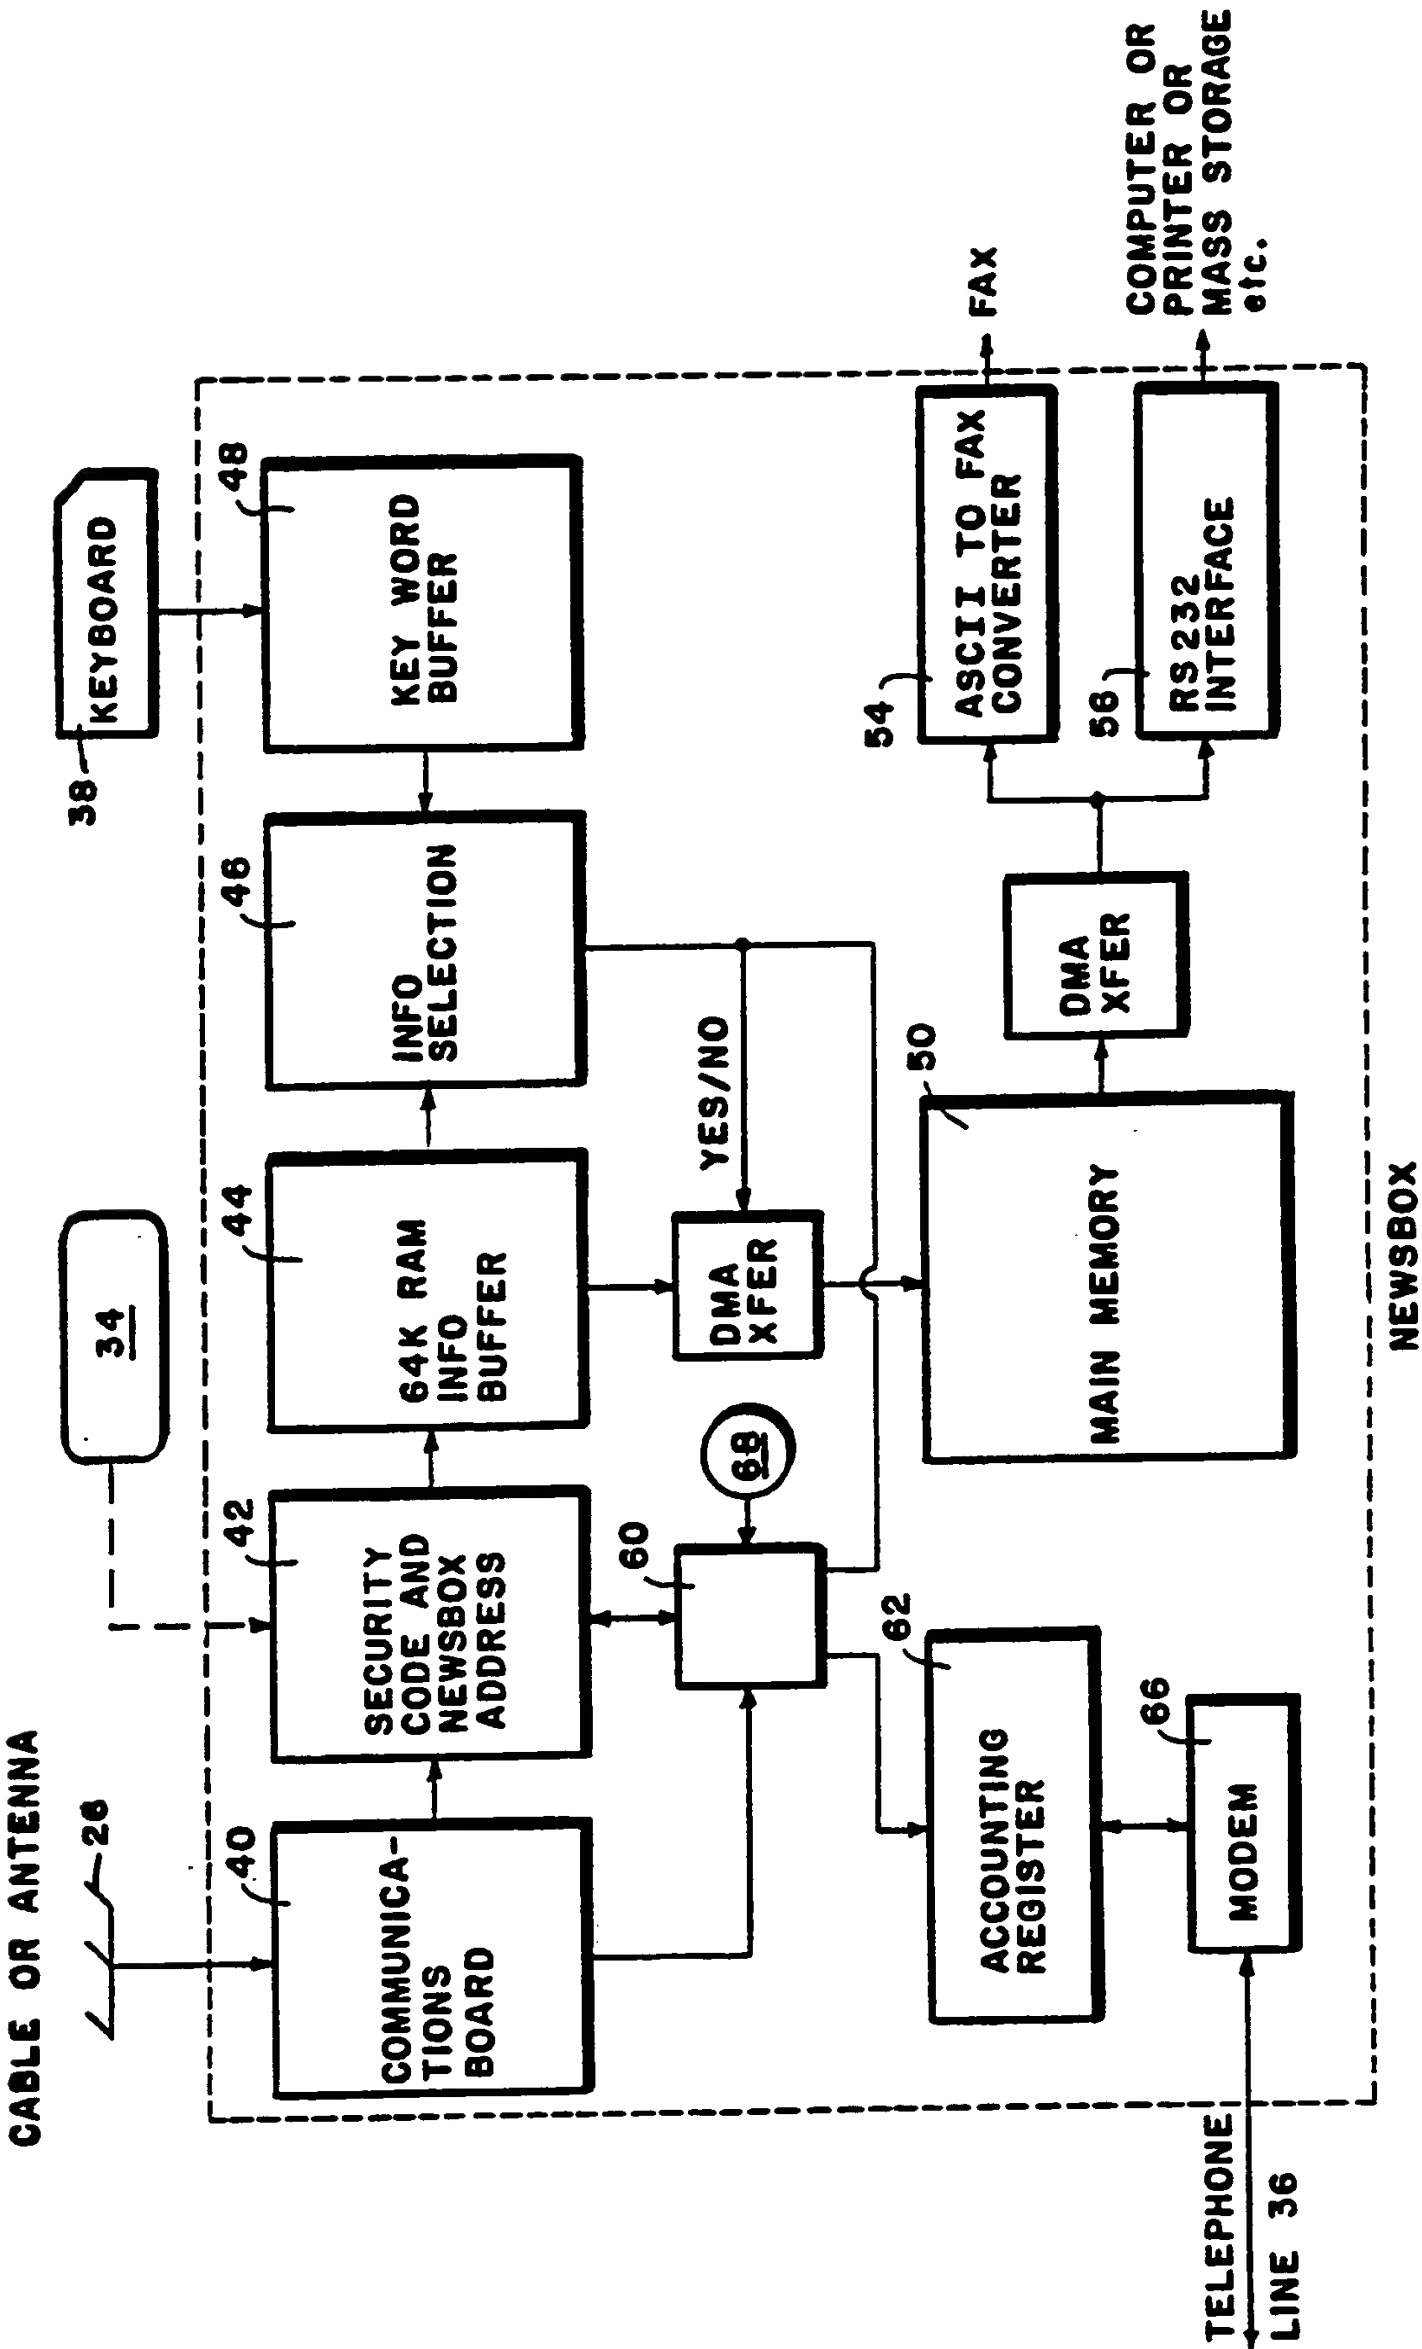 CABLE OR ANTENNA
26
34
38
KEYBOARD
40
COMMUNICA-
TIONS
BOARD
42
SECURITY
CODE AND
NEWSBOX
ADDRESS
44
64K RAM
INFO
BUFFER
46
INFO
SELECTION
48
KEY WORD
BUFFER
60
68
DMA
XFER
YES/NO
62
ACCOUNTING
REGISTER
66
MODEM
50
MAIN MEMORY
DMA
XFER
54
ASCII TO FAX
CONVERTER
FAX
56
RS232
INTERFACE
COMPUTER OR
PRINTER OR
MASS STORAGE
etc.
TELEPHONE
LINE 36
NEWSBOX